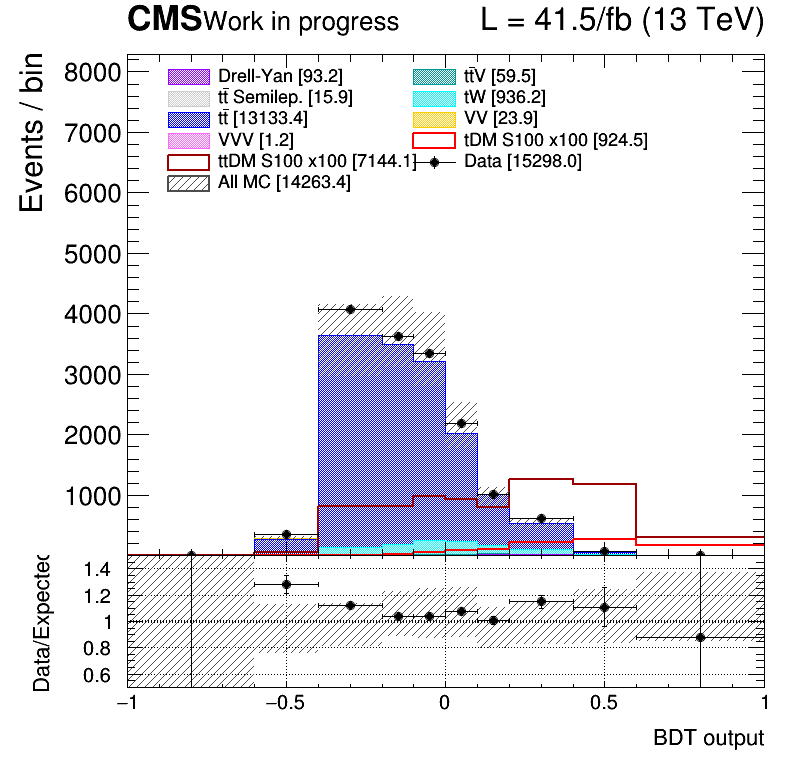 CMS Work in progress L = 41.5/fb (13 TeV)
Events / bin
8000
7000
6000
5000
4000
3000
2000
1000
Drell-Yan [93.2] tt̄V [59.5]
tt̄ Semilep. [15.9] tW [936.2]
tt̄ [13133.4] VV [23.9]
VVV [1.2] tDM S100 x100 [924.5]
ttDM S100 x100 [7144.1] Data [15298.0]
All MC [14263.4]
Data/Expected
1.4
1.2
1
0.8
0.6
−1 −0.5 0 0.5 1
BDT output